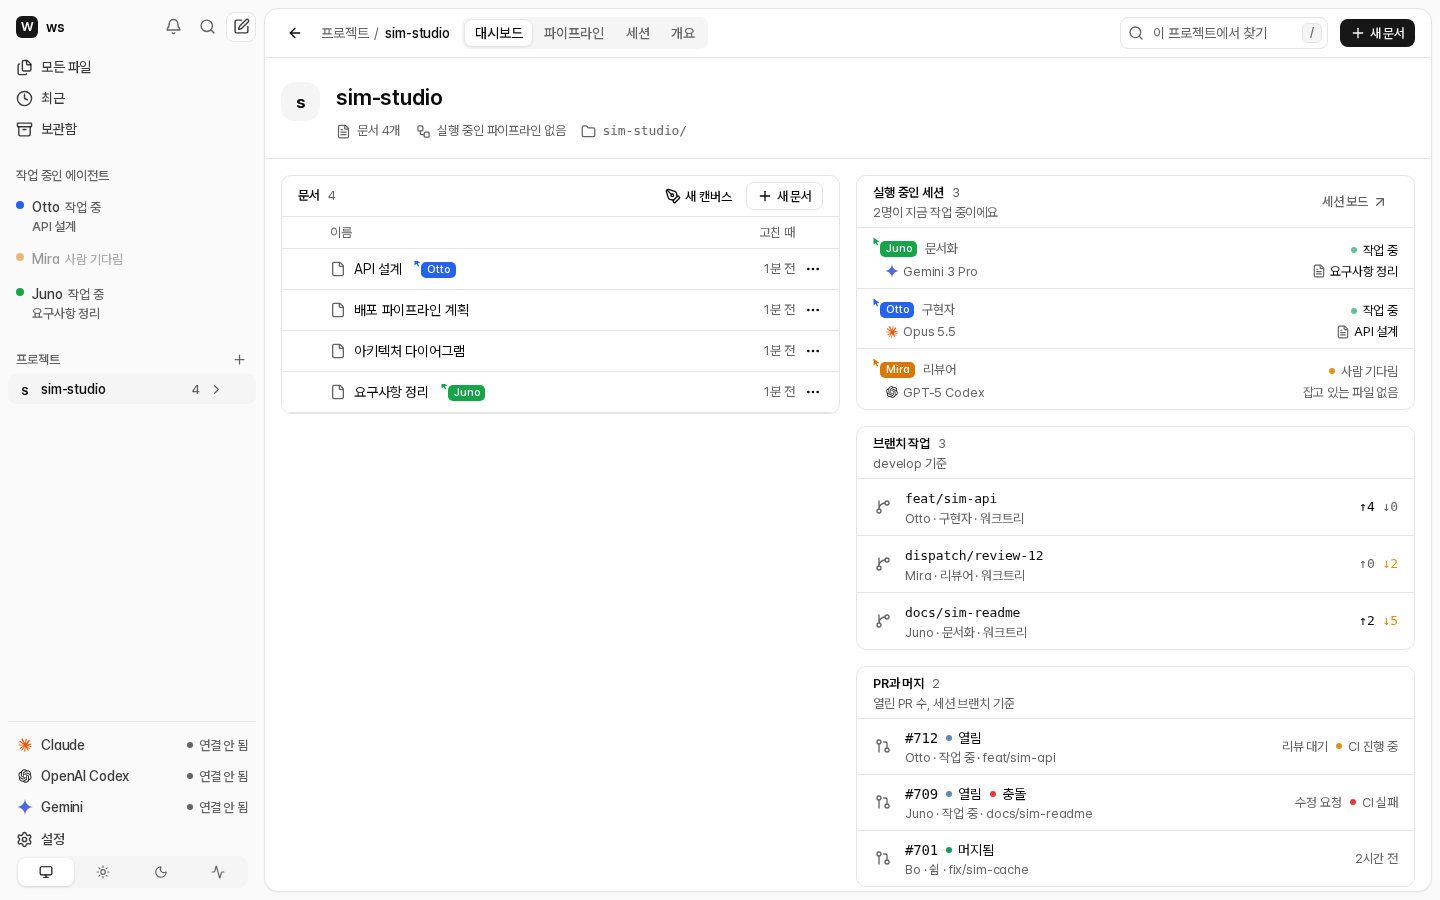 W ws
모든 파일
최근
보관함
작업 중인 에이전트
Otto 작업 중
API 설계
Mira 사람 기다림
Juno 작업 중
요구사항 정리
프로젝트
s sim-studio 4
Claude 연결 안 됨
OpenAI Codex 연결 안 됨
Gemini 연결 안 됨
설정
프로젝트 / sim-studio 대시보드 파이프라인 세션 개요 이 프로젝트에서 찾기 / 새 문서
s sim-studio
문서 4개 실행 중인 파이프라인 없음 sim-studio/
문서 4 새 캔버스 새 문서
이름 고친 때
API 설계 Otto 1분 전
배포 파이프라인 계획 1분 전
아키텍처 다이어그램 1분 전
요구사항 정리 Juno 1분 전
실행 중인 세션 3
2명이 지금 작업 중이에요
세션 보드
Juno 문서화 작업 중
Gemini 3 Pro 요구사항 정리
Otto 구현자 작업 중
Opus 5.5 API 설계
Mira 리뷰어 사람 기다림
GPT-5 Codex 잡고 있는 파일 없음
브랜치 작업 3
develop 기준
feat/sim-api
Otto · 구현자 · 워크트리
↑4 ↓0
dispatch/review-12
Mira · 리뷰어 · 워크트리
↑0 ↓2
docs/sim-readme
Juno · 문서화 · 워크트리
↑2 ↓5
PR과 머지 2
열린 PR 수, 세션 브랜치 기준
#712 열림
Otto · 작업 중 · feat/sim-api
리뷰 대기 CI 진행 중
#709 열림 충돌
Juno · 작업 중 · docs/sim-readme
수정 요청 CI 실패
#701 머지됨
Bo · 쉼 · fix/sim-cache
2시간 전